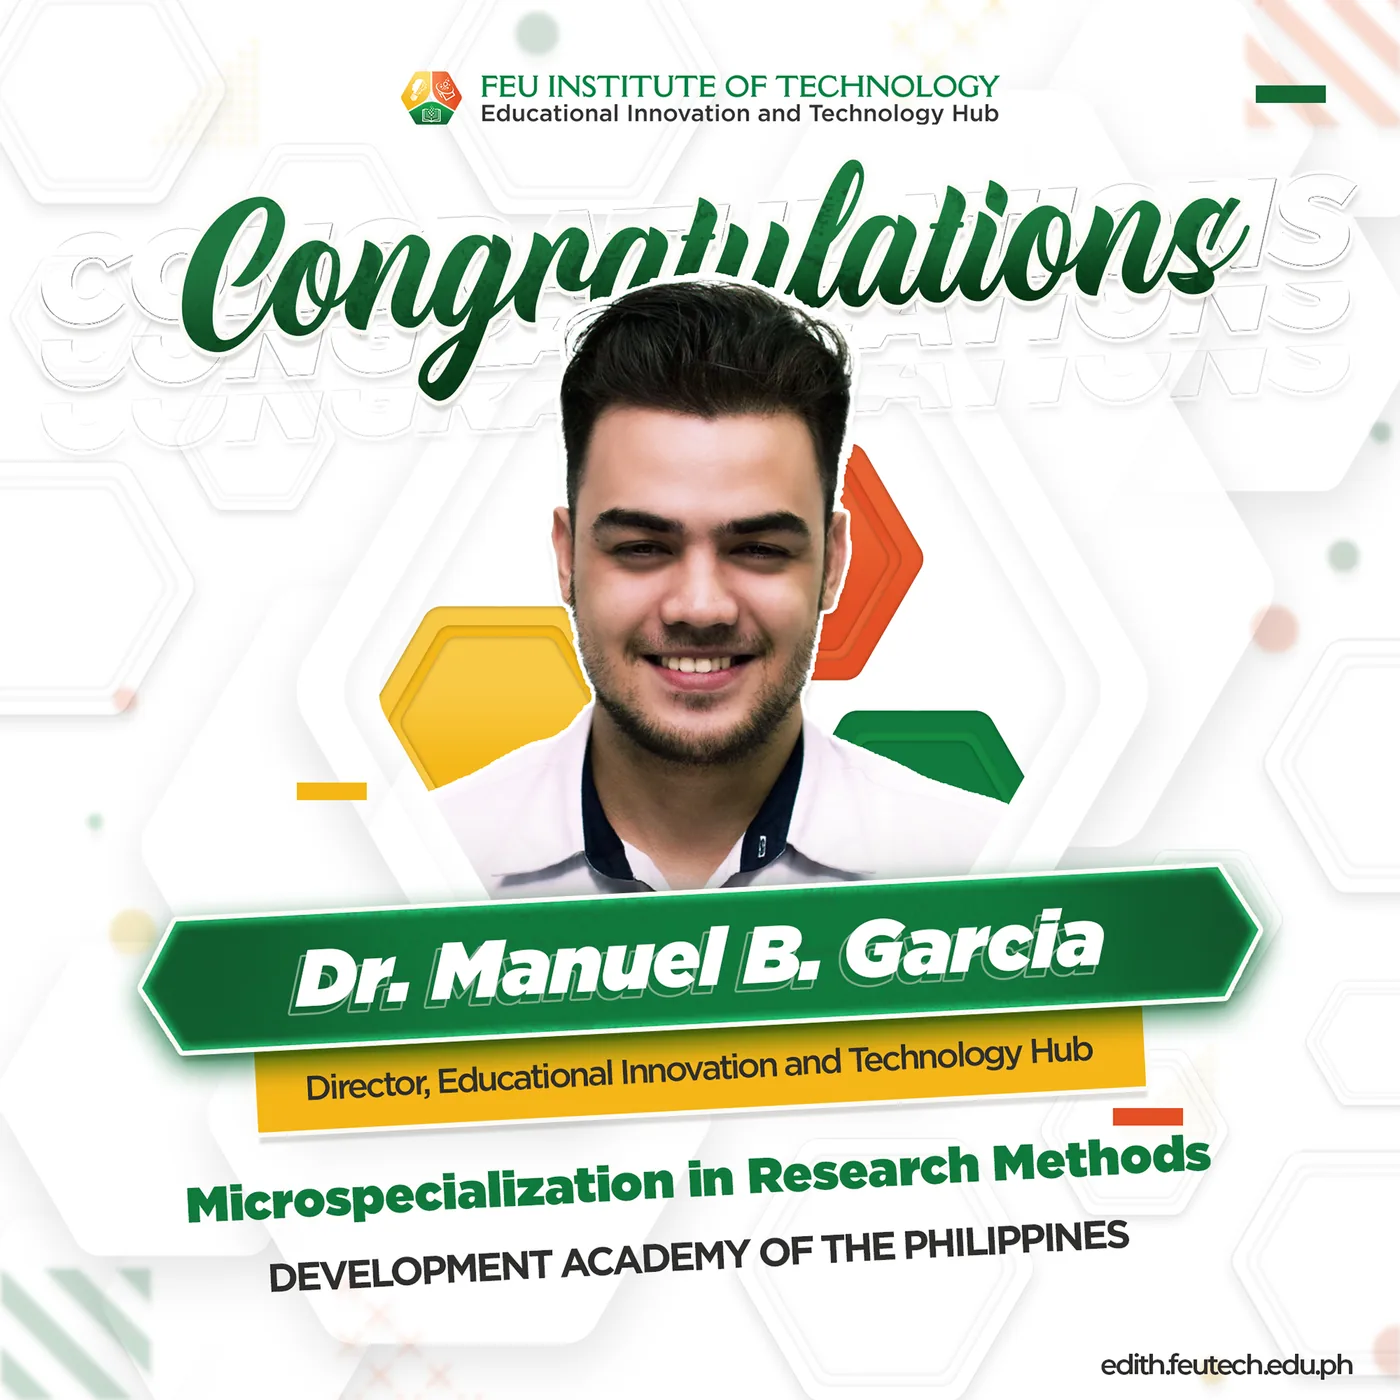 FEU INSTITUTE OF TECHNOLOGY
Educational Innovation and Technology Hub
CONGRATULATIONS
Congratulations
Dr. Manuel B. Garcia
Director, Educational Innovation and Technology Hub
Microspecialization in Research Methods
DEVELOPMENT ACADEMY OF THE PHILIPPINES
edith.feutech.edu.ph